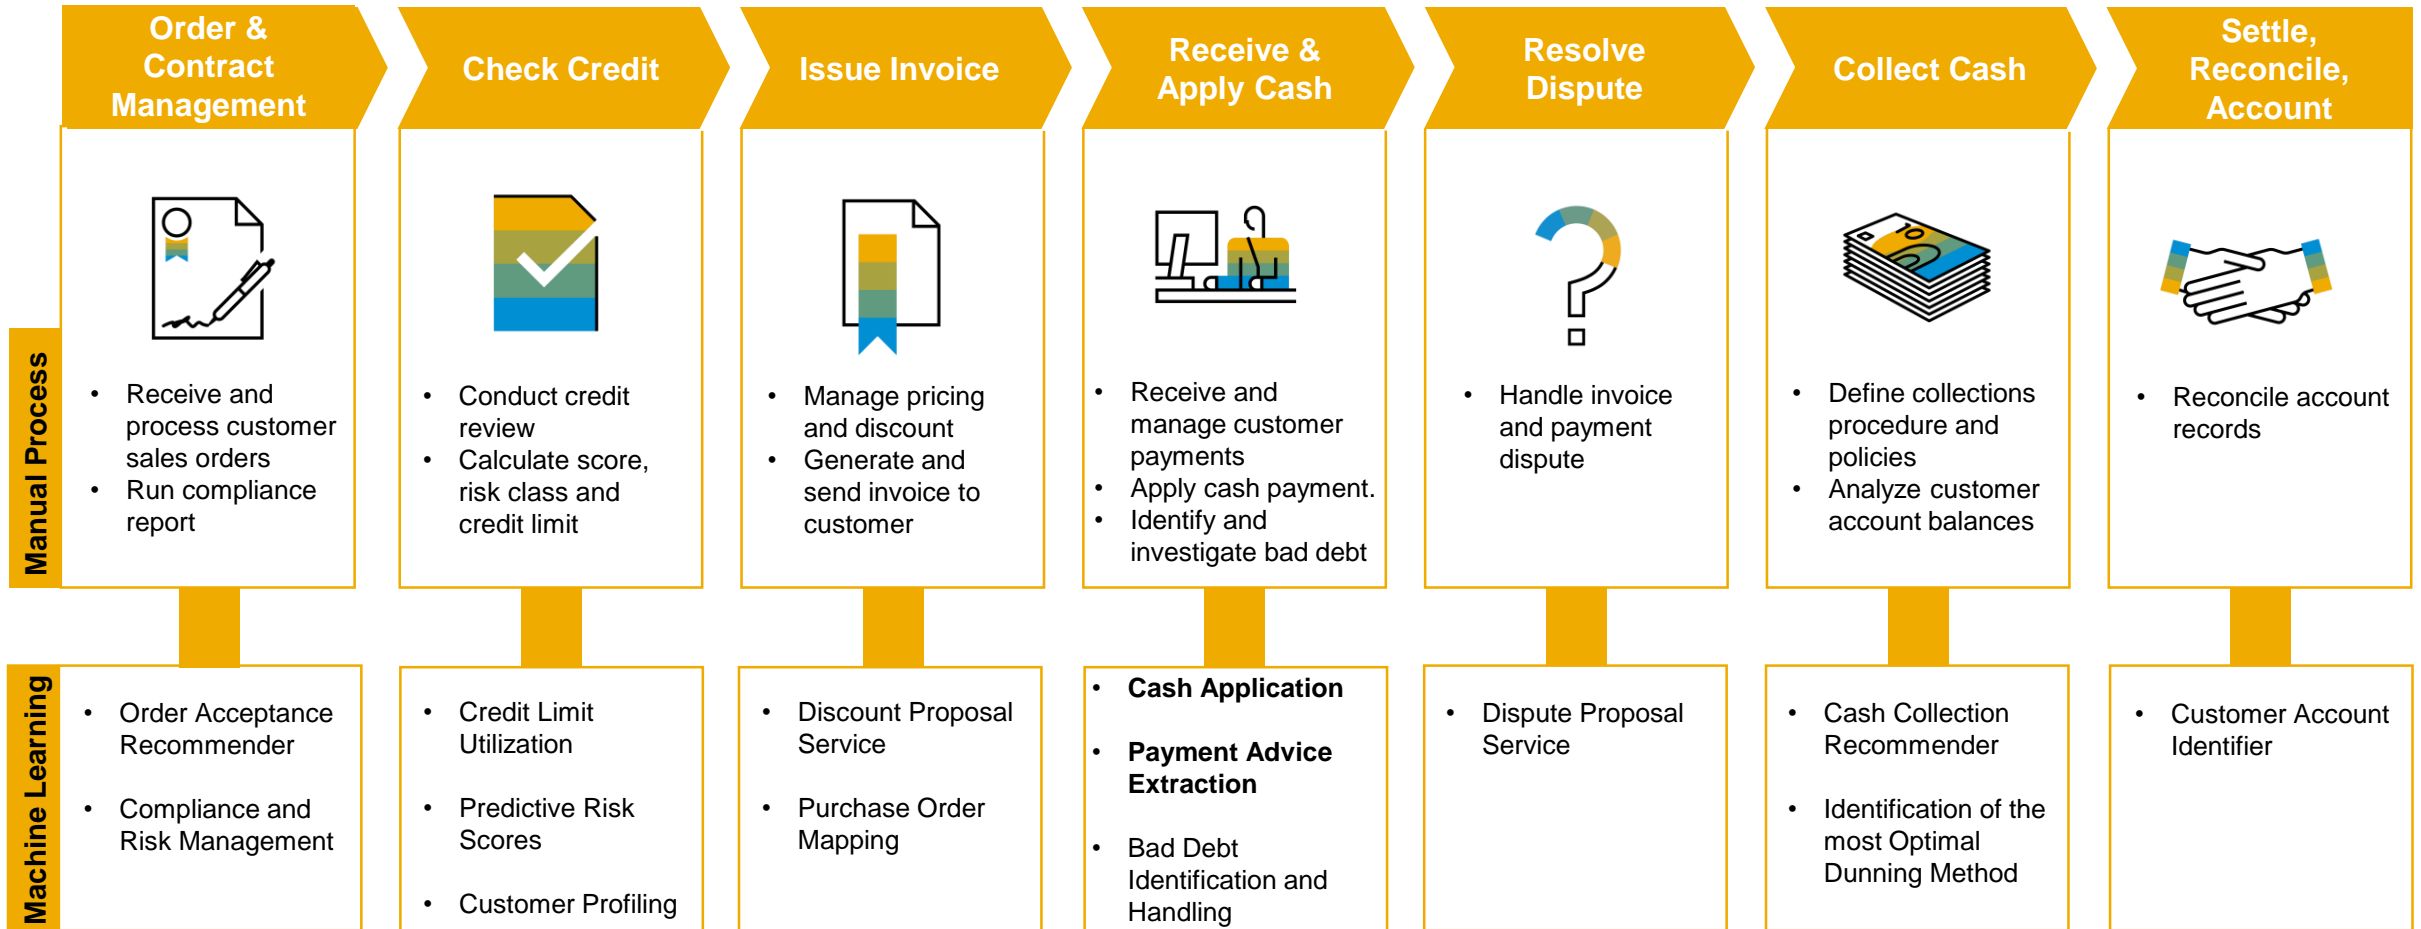 Order &
Contract
Management
Check Credit
Issue Invoice
Receive &
Apply Cash
Resolve
Dispute
Collect Cash
Settle,
Reconcile,
Account
Manual Process
• Receive and
process customer
sales orders
• Run compliance
report
• Conduct credit
review
• Calculate score,
risk class and
credit limit
• Manage pricing
and discount
• Generate and
send invoice to
customer
• Receive and
manage customer
payments
• Apply cash payment.
• Identify and
investigate bad debt
• Handle invoice
and payment
dispute
10
• Define collections
procedure and
policies
• Analyze customer
account balances
• Reconcile account
records
Machine Learning
• Order Acceptance
Recommender
• Compliance and
Risk Management
• Credit Limit
Utilization
• Predictive Risk
Scores
• Customer Profiling
• Discount Proposal
Service
• Purchase Order
Mapping
• Cash Application
• Payment Advice
Extraction
• Bad Debt
Identification and
Handling
• Dispute Proposal
Service
• Cash Collection
Recommender
• Identification of the
most Optimal
Dunning Method
• Customer Account
Identifier